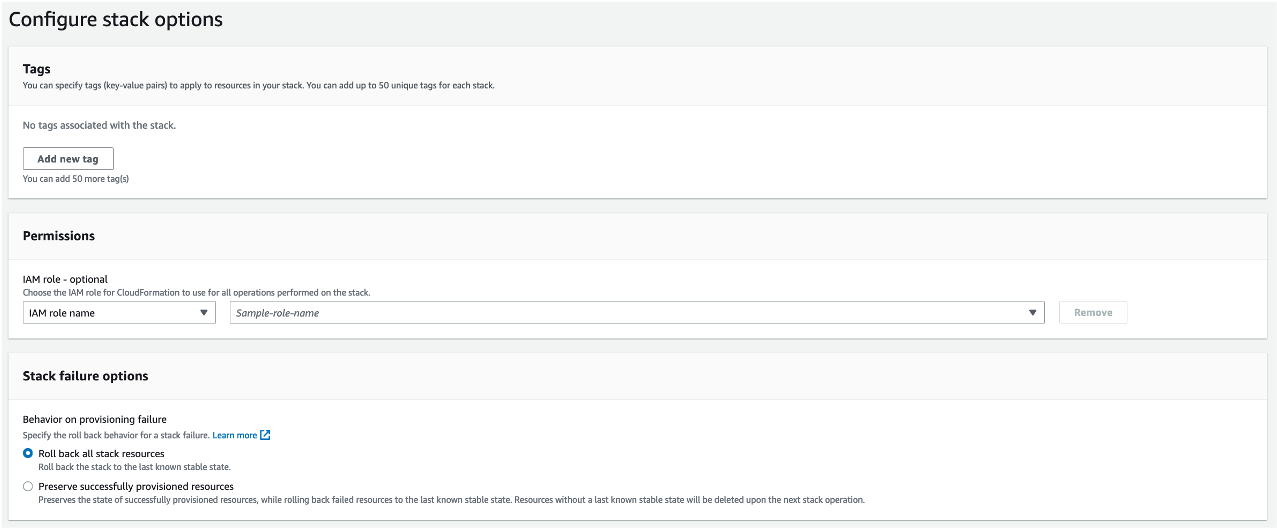 Configure stack options
Tags
You can specify tags (key-value pairs) to apply to resources in your stack. You can add up to 50 unique tags for each stack.
No tags associated with the stack.
Add new tag
You can add 50 more tag(s)
Permissions
IAM role - optional
Choose the IAM role for CloudFormation to use for all operations performed on the stack.
IAM role name
Sample-role-name
Remove
Stack failure options
Behavior on provisioning failure
Specify the roll back behavior for a stack failure. Learn more
Roll back all stack resources
Roll back the stack to the last known stable state.
Preserve successfully provisioned resources
Preserves the state of successfully provisioned resources, while rolling back failed resources to the last known stable state. Resources without a last known stable state will be deleted upon the next stack operation.